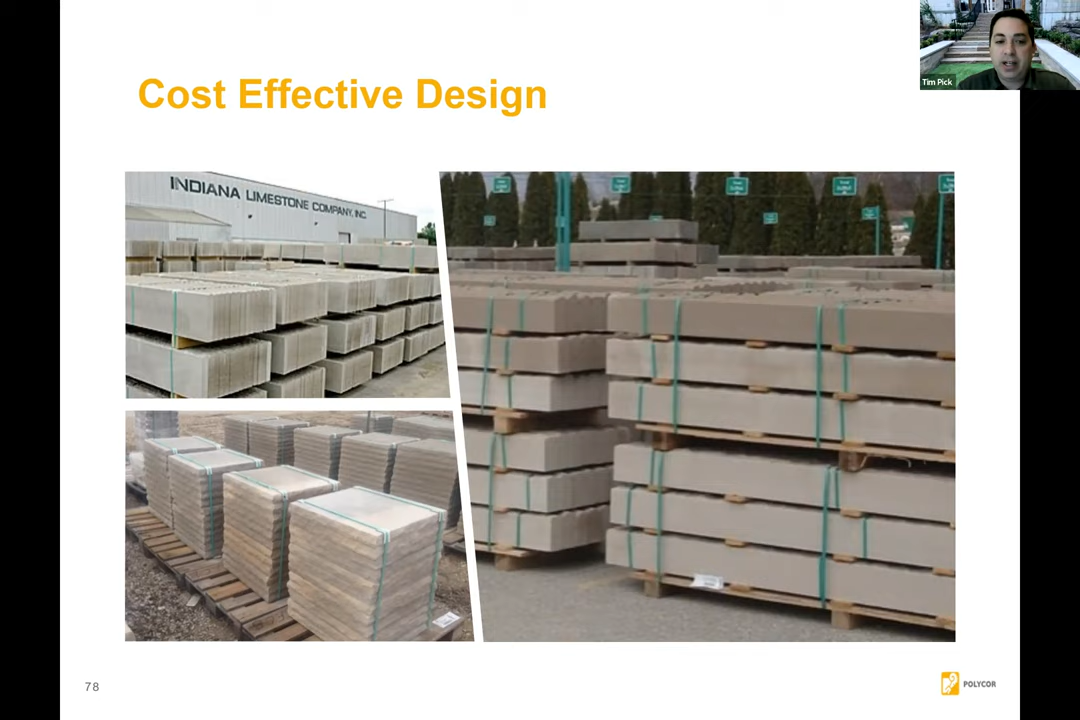 Cost Effective Design
Tim Pick
INDIANA LIMESTONE COMPANY, INC.
78
POLYCOR